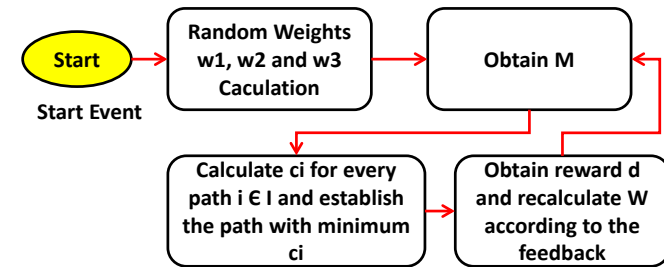 Start
Start Event
Random Weights
w1, w2 and w3
Caculation
Obtain M
Calculate ci for every
path i Є I and establish
the path with minimum
ci
Obtain reward d
and recalculate W
according to the
feedback